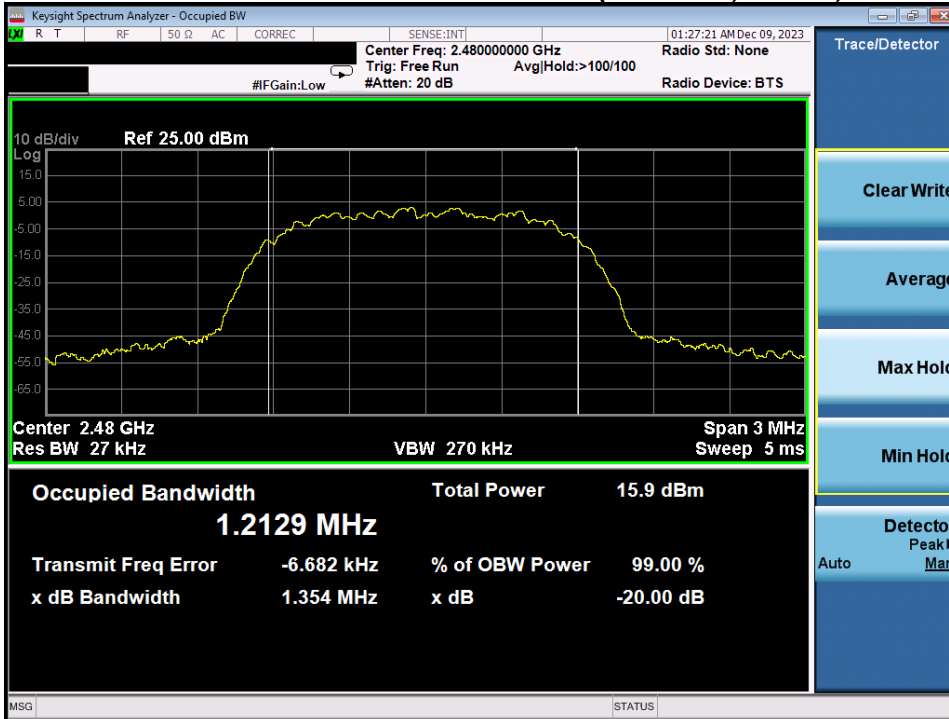 Keysight Spectrum Analyzer - Occupied BW
LXI R T RF 50 Ω AC CORREC SENSE:INT 01:27:21 AM Dec 09, 2023
Center Freq: 2.480000000 GHz Radio Std: None
Trig: Free Run Avg|Hold:>100/100
#IFGain:Low #Atten: 20 dB Radio Device: BTS
10 dB/div Ref 25.00 dBm
Log
15.0
5.00
-5.00
-15.0
-25.0
-35.0
-45.0
-55.0
-65.0
Center 2.48 GHz Span 3 MHz
Res BW 27 kHz VBW 270 kHz Sweep 5 ms
Occupied Bandwidth Total Power 15.9 dBm
1.2129 MHz
Transmit Freq Error -6.682 kHz % of OBW Power 99.00 %
x dB Bandwidth 1.354 MHz x dB -20.00 dB
MSG STATUS
Trace/Detector
Clear Write
Average
Max Hold
Min Hold
Detecto
Peak
Auto Man